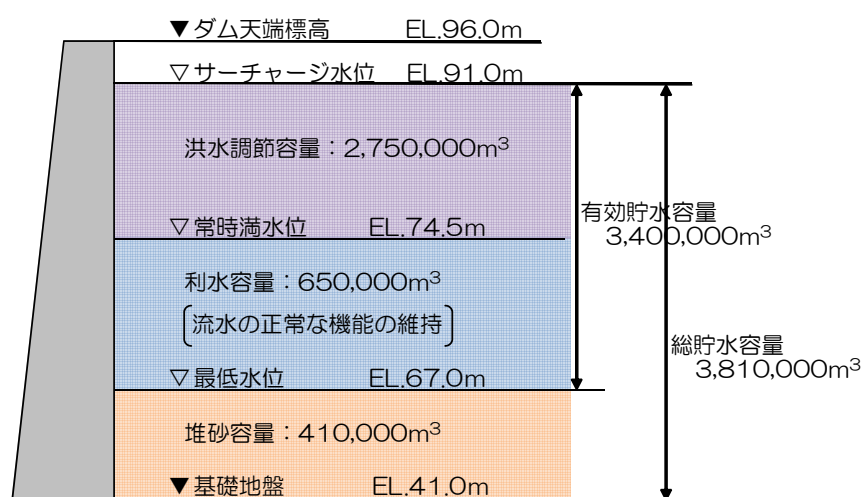 ▼ダム天端標高 EL.96.0m
▽サーチャージ水位 EL.91.0m
洪水調節容量：2,750,000m³
有効貯水容量
3,400,000m³
▽常時満水位 EL.74.5m
利水容量：650,000m³
〔流水の正常な機能の維持〕
総貯水容量
3,810,000m³
▽最低水位 EL.67.0m
堆砂容量：410,000m³
▼基礎地盤 EL.41.0m